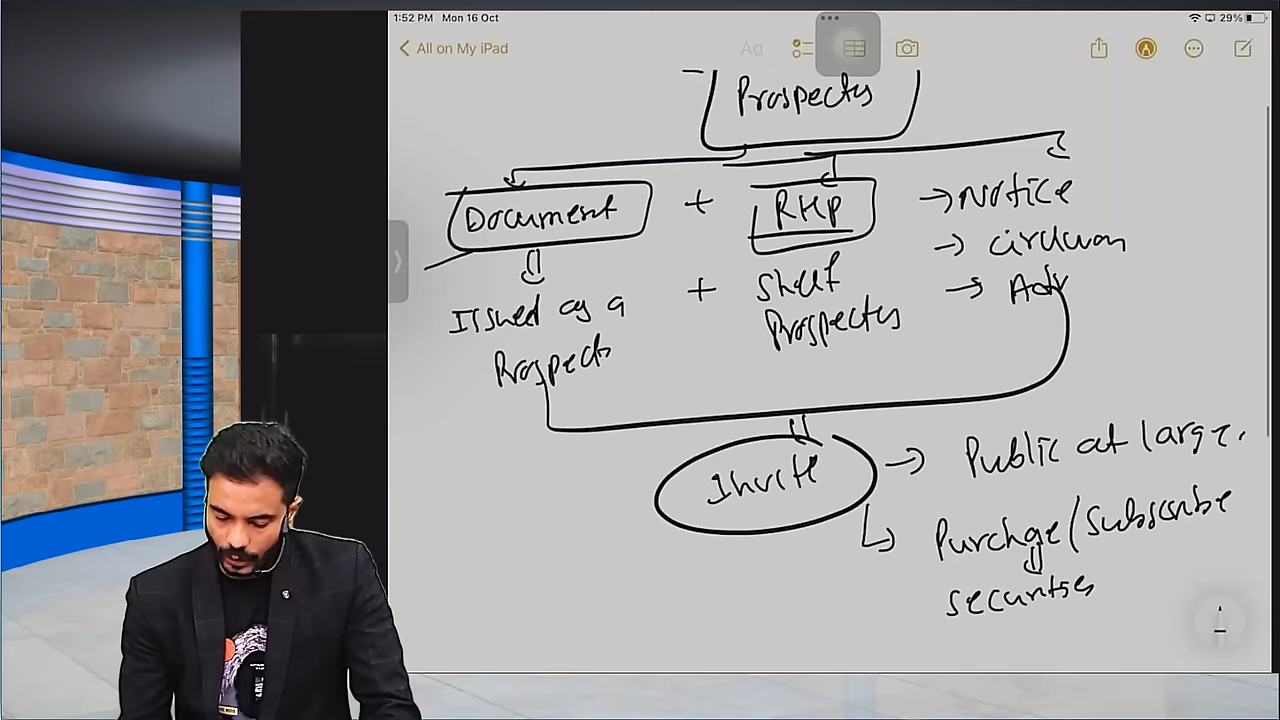 1:52 PM Mon 16 Oct
29%
All on My iPad
Aa
Prospectus
Document + RHP → Notice
→ circular
Issued as a + Shelf → Adv
Prospectus Prospectus
Invite → Public at large.
Purchase/Subscribe
securities